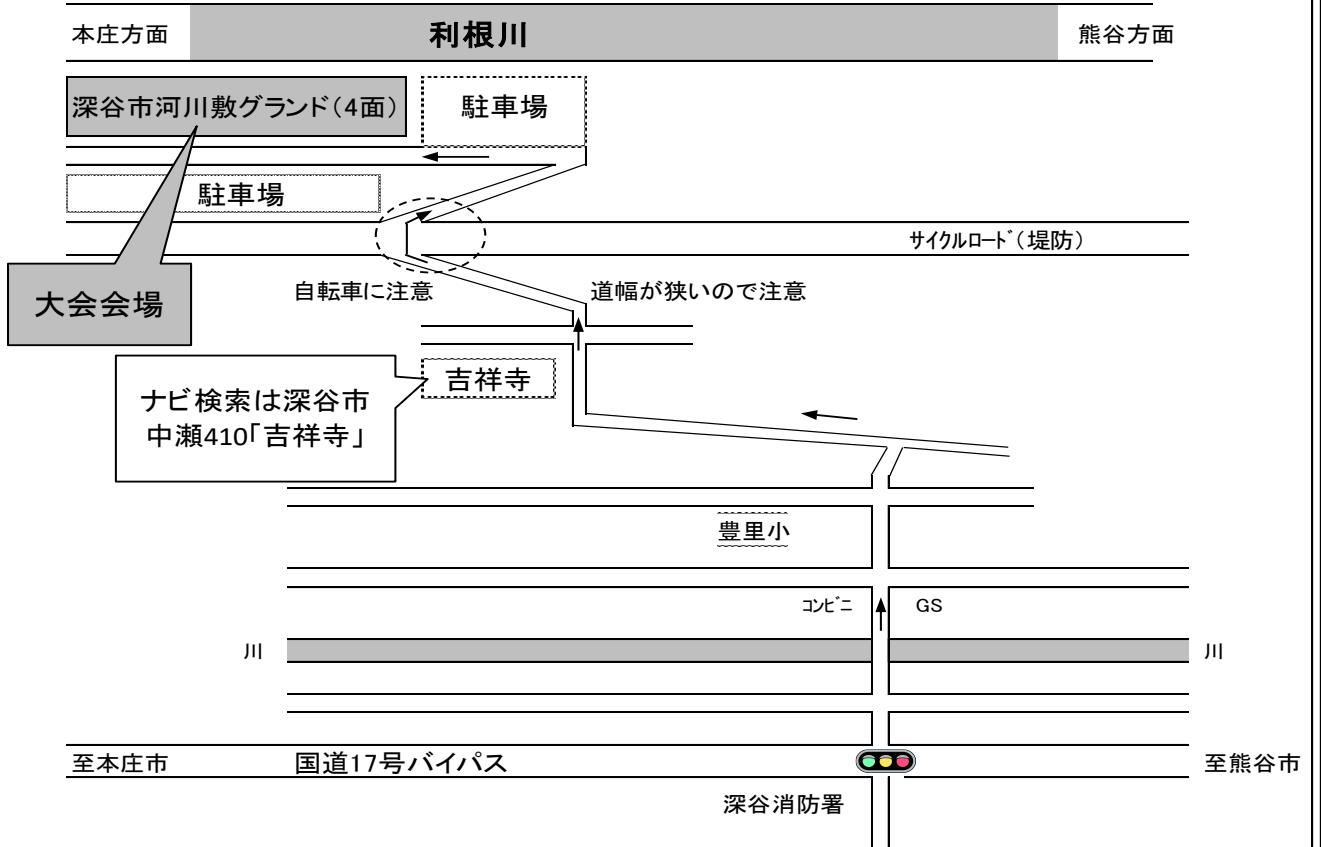 本庄方面
利根川
熊谷方面
深谷市河川敷グランド(4面)
駐車場
駐車場
サイクルロード(堤防)
大会会場
自転車に注意
道幅が狭いので注意
吉祥寺
ナビ検索は深谷市
中瀬410「吉祥寺」
豊里小
コンビニ
GS
川
川
至本庄市
国道17号バイパス
至熊谷市
深谷消防署